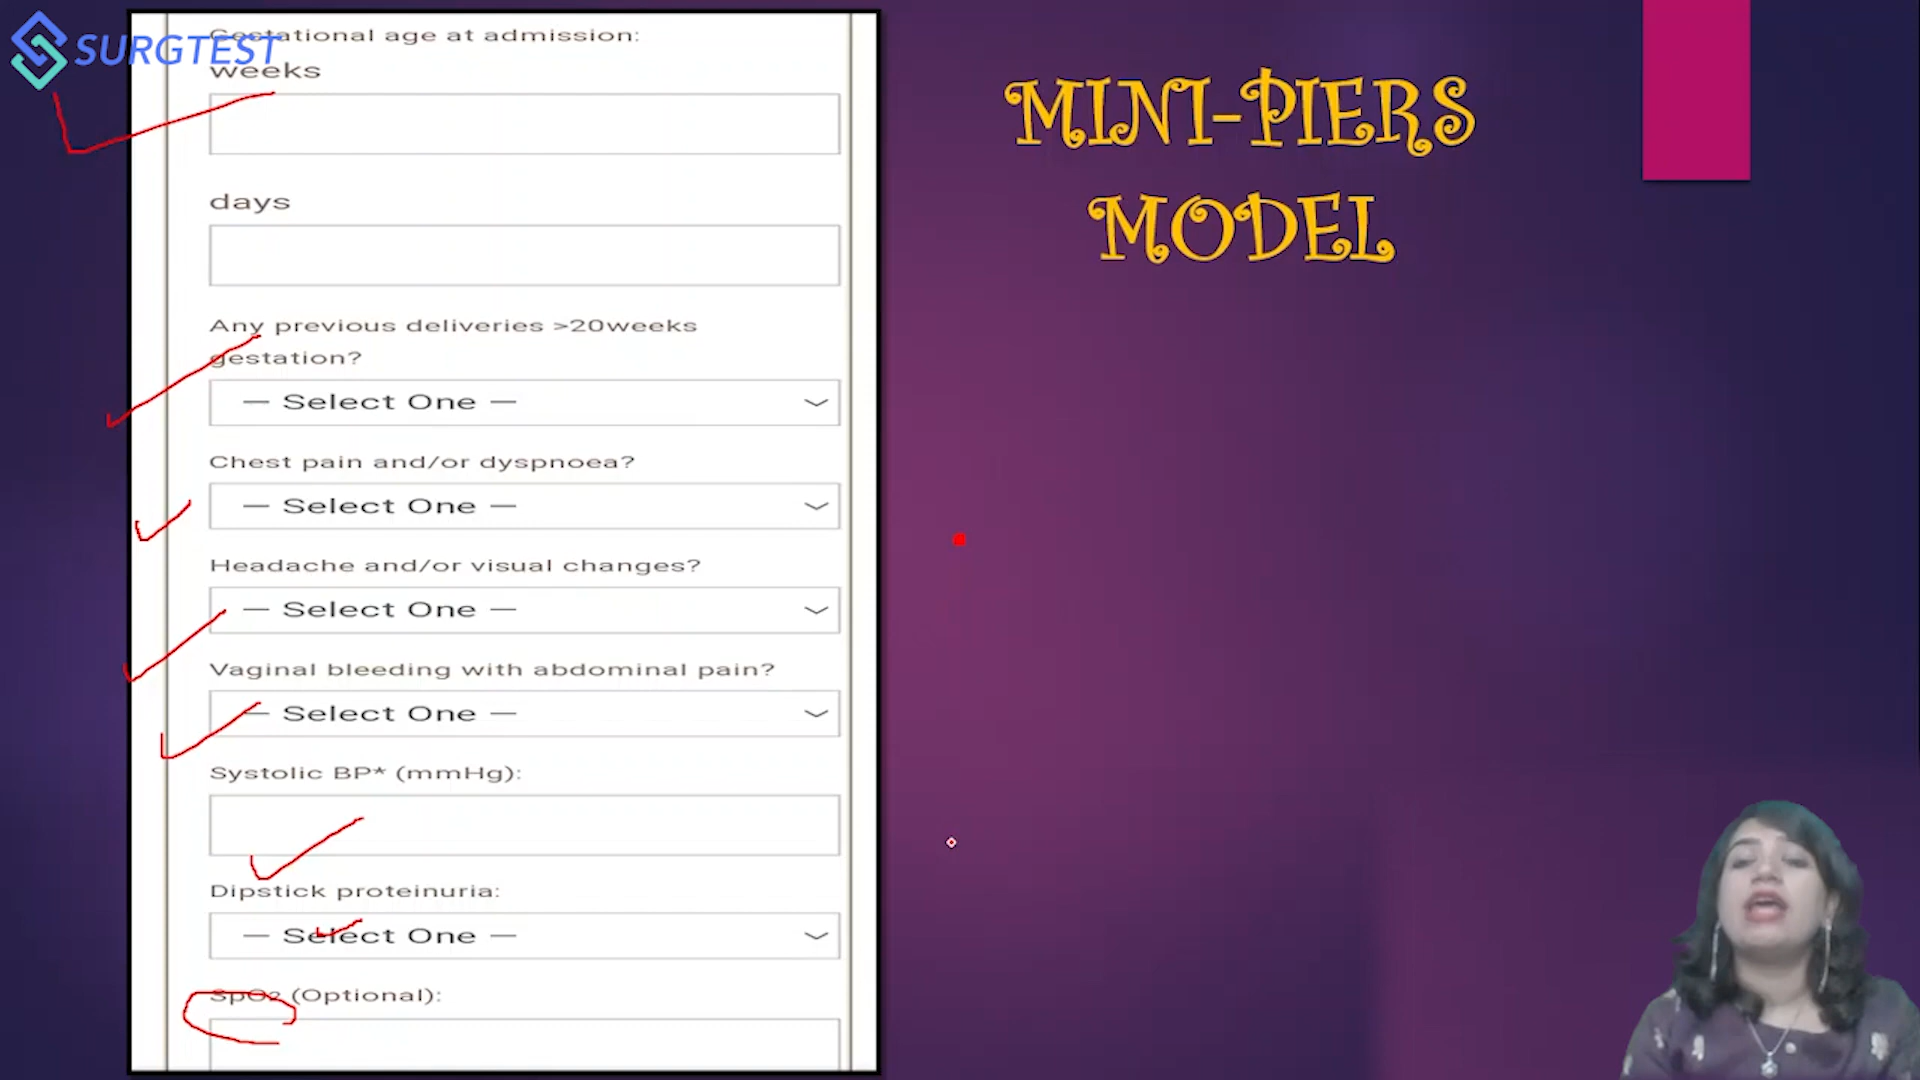 SURGTEST
Gestational age at admission:
weeks
days
Any previous deliveries >20weeks
gestation?
— Select One —
Chest pain and/or dyspnoea?
— Select One —
Headache and/or visual changes?
— Select One —
Vaginal bleeding with abdominal pain?
— Select One —
Systolic BP* (mmHg):
Dipstick proteinuria:
— Select One —
SpO₂ (Optional):
MINI-PIERS
MODEL